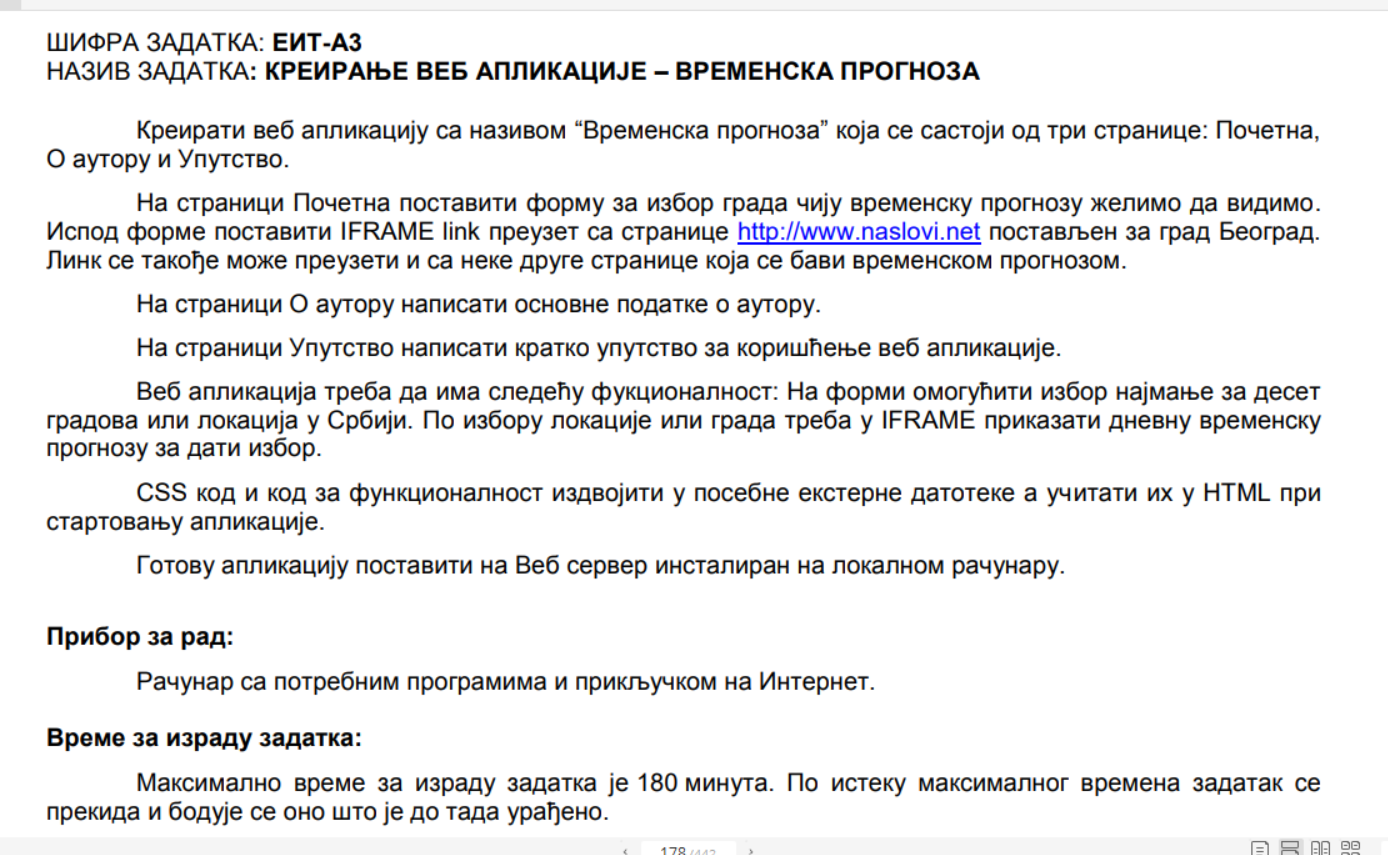 ШИФРА ЗАДАТКА: ЕИТ-А3
НАЗИВ ЗАДАТКА: КРЕИРАЊЕ ВЕБ АПЛИКАЦИЈЕ – ВРЕМЕНСКА ПРОГНОЗА
Креирати веб апликацију са називом “Временска прогноза” која се састоји од три странице: Почетна,
О аутору и Упутство.
На страници Почетна поставити форму за избор града чију временску прогнозу желимо да видимо.
Испод форме поставити IFRAME link преузет са странице http://www.naslovi.net постављен за град Београд.
Линк се такође може преузети и са неке друге странице која се бави временском прогнозом.
На страници О аутору написати основне податке о аутору.
На страници Упутство написати кратко упутство за коришћење веб апликације.
Веб апликација треба да има следећу фукционалност: На форми омогућити избор најмање за десет
градова или локација у Србији. По избору локације или града треба у IFRAME приказати дневну временску
прогнозу за дати избор.
CSS код и код за функционалност издвојити у посебне екстерне датотеке а учитати их у HTML при
стартовању апликације.
Готову апликацију поставити на Веб сервер инсталиран на локалном рачунару.
Прибор за рад:
Рачунар са потребним програмима и прикључком на Интернет.
Време за израду задатка:
Максимално време за израду задатка је 180 минута. По истеку максималног времена задатак се
прекида и бодује се оно што је до тада урађено.
178 /442